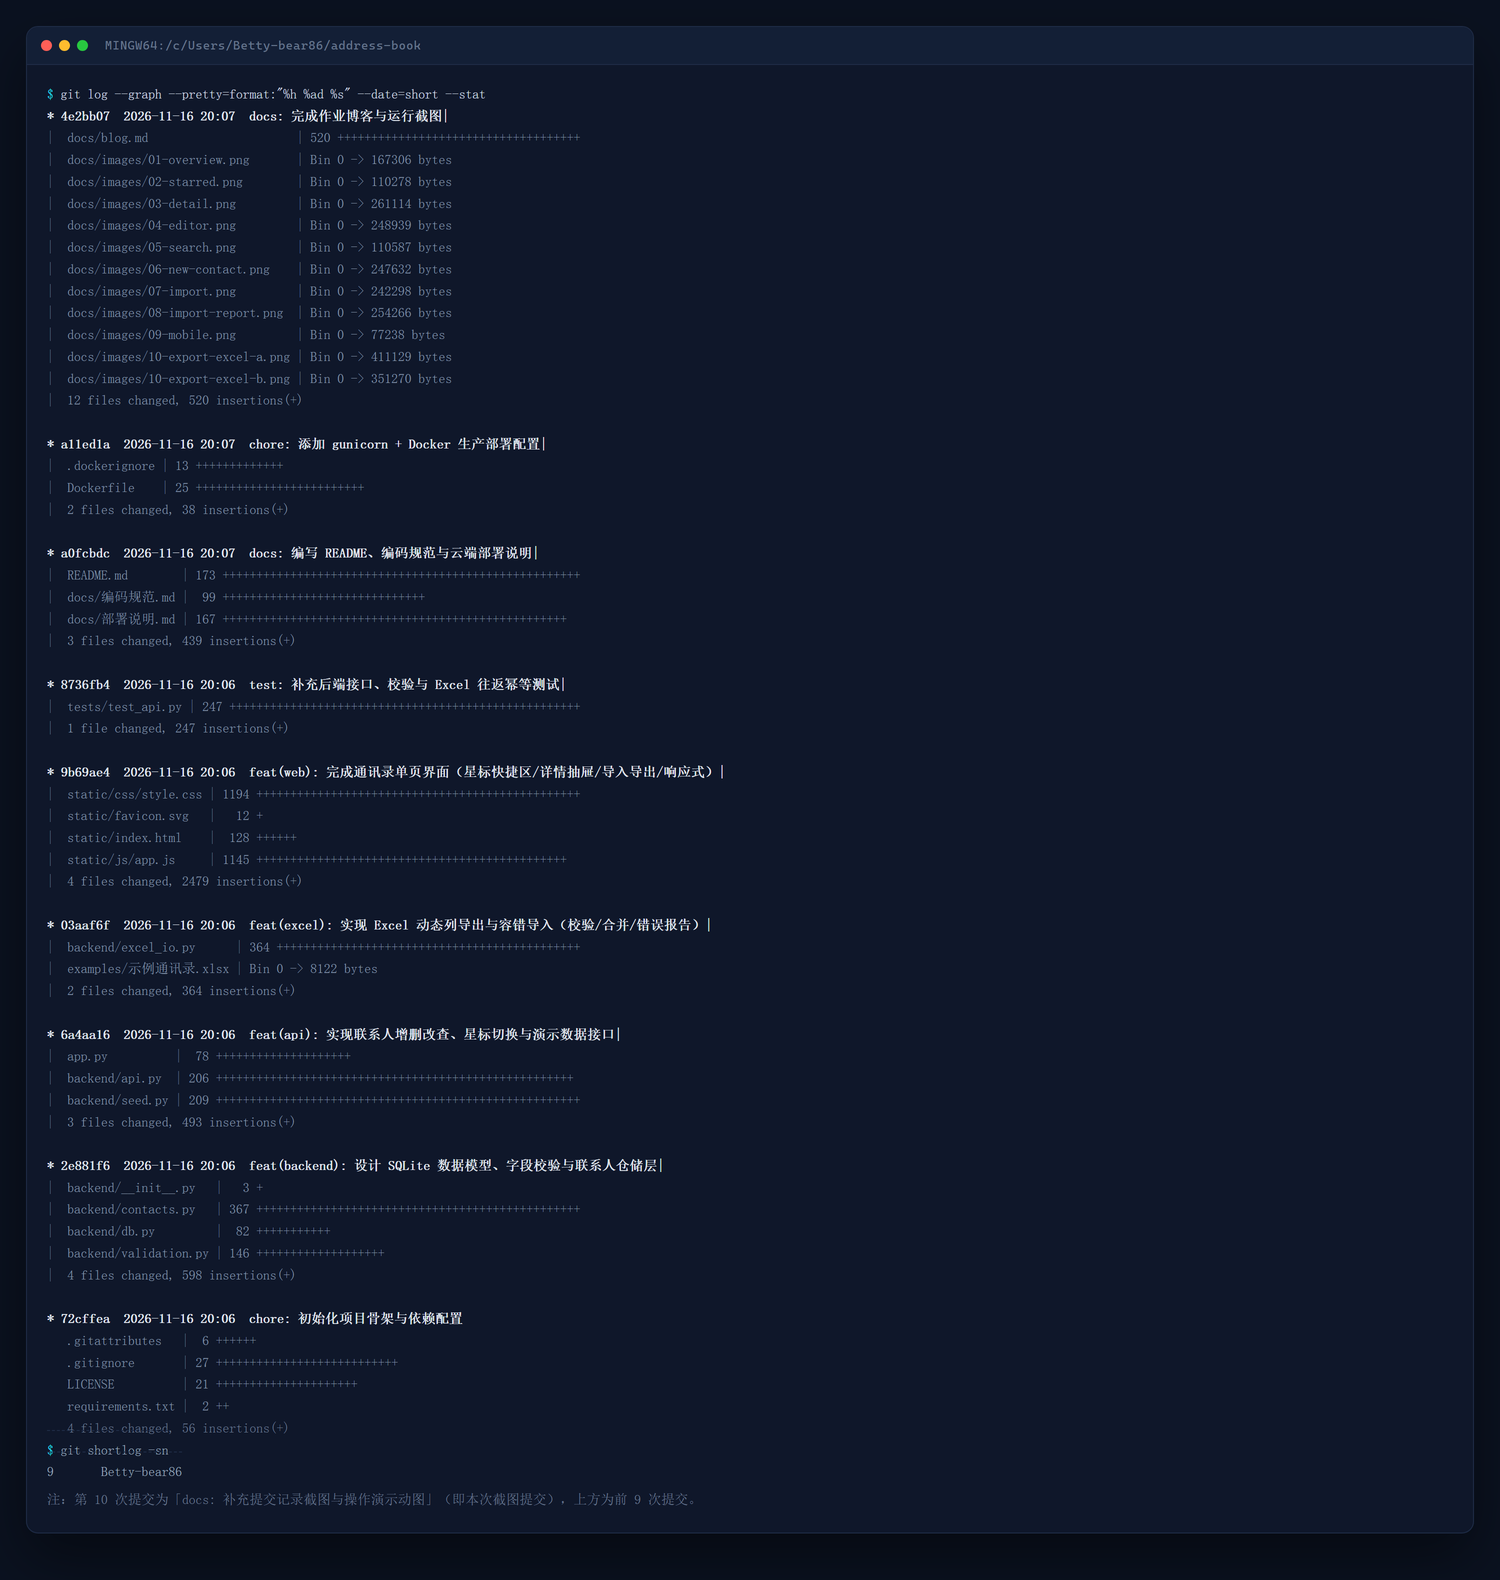 MINGW64:/c/Users/Betty-bear86/address-book
$ git log --graph --pretty=format:"%h %ad %s" --date=short --stat
* 4e2bb07  2026-11-16 20:07  docs: 完成作业博客与运行截图|
|  docs/blog.md                      | 520 ++++++++++++++++++++++++++++++++++++
|  docs/images/01-overview.png       | Bin 0 -> 167306 bytes
|  docs/images/02-starred.png        | Bin 0 -> 110278 bytes
|  docs/images/03-detail.png         | Bin 0 -> 261114 bytes
|  docs/images/04-editor.png         | Bin 0 -> 248939 bytes
|  docs/images/05-search.png         | Bin 0 -> 110587 bytes
|  docs/images/06-new-contact.png    | Bin 0 -> 247632 bytes
|  docs/images/07-import.png         | Bin 0 -> 242298 bytes
|  docs/images/08-import-report.png  | Bin 0 -> 254266 bytes
|  docs/images/09-mobile.png         | Bin 0 -> 77238 bytes
|  docs/images/10-export-excel-a.png | Bin 0 -> 411129 bytes
|  docs/images/10-export-excel-b.png | Bin 0 -> 351270 bytes
|  12 files changed, 520 insertions(+)
* a11ed1a  2026-11-16 20:07  chore: 添加 gunicorn + Docker 生产部署配置|
|  .dockerignore | 13 +++++++++++++
|  Dockerfile    | 25 +++++++++++++++++++++++++
|  2 files changed, 38 insertions(+)
* a0fcbdc  2026-11-16 20:07  docs: 编写 README、编码规范与云端部署说明|
|  README.md        | 173 +++++++++++++++++++++++++++++++++++++++++++++++++++++
|  docs/编码规范.md |  99 ++++++++++++++++++++++++++++++
|  docs/部署说明.md | 167 +++++++++++++++++++++++++++++++++++++++++++++++++++
|  3 files changed, 439 insertions(+)
* 8736fb4  2026-11-16 20:06  test: 补充后端接口、校验与 Excel 往返幂等测试|
|  tests/test_api.py | 247 ++++++++++++++++++++++++++++++++++++++++++++++++++++
|  1 file changed, 247 insertions(+)
* 9b69ae4  2026-11-16 20:06  feat(web): 完成通讯录单页界面（星标快捷区/详情抽屉/导入导出/响应式）|
|  static/css/style.css | 1194 ++++++++++++++++++++++++++++++++++++++++++++++++
|  static/favicon.svg   |   12 +
|  static/index.html    |  128 ++++++
|  static/js/app.js     | 1145 ++++++++++++++++++++++++++++++++++++++++++++++
|  4 files changed, 2479 insertions(+)
* 03aaf6f  2026-11-16 20:06  feat(excel): 实现 Excel 动态列导出与容错导入（校验/合并/错误报告）|
|  backend/excel_io.py      | 364 +++++++++++++++++++++++++++++++++++++++++++++
|  examples/示例通讯录.xlsx | Bin 0 -> 8122 bytes
|  2 files changed, 364 insertions(+)
* 6a4aa16  2026-11-16 20:06  feat(api): 实现联系人增删改查、星标切换与演示数据接口|
|  app.py          |  78 ++++++++++++++++++++
|  backend/api.py  | 206 +++++++++++++++++++++++++++++++++++++++++++++++++++++
|  backend/seed.py | 209 ++++++++++++++++++++++++++++++++++++++++++++++++++++++
|  3 files changed, 493 insertions(+)
* 2e881f6  2026-11-16 20:06  feat(backend): 设计 SQLite 数据模型、字段校验与联系人仓储层|
|  backend/__init__.py   |   3 +
|  backend/contacts.py   | 367 ++++++++++++++++++++++++++++++++++++++++++++++++
|  backend/db.py         |  82 +++++++++++
|  backend/validation.py | 146 +++++++++++++++++++
|  4 files changed, 598 insertions(+)
* 72cffea  2026-11-16 20:06  chore: 初始化项目骨架与依赖配置
.gitattributes   |  6 ++++++
.gitignore       | 27 +++++++++++++++++++++++++++
LICENSE          | 21 +++++++++++++++++++++
requirements.txt |  2 ++
4 files changed, 56 insertions(+)
$ git shortlog -sn
9       Betty-bear86
注：第 10 次提交为「docs: 补充提交记录截图与操作演示动图」（即本次截图提交），上方为前 9 次提交。